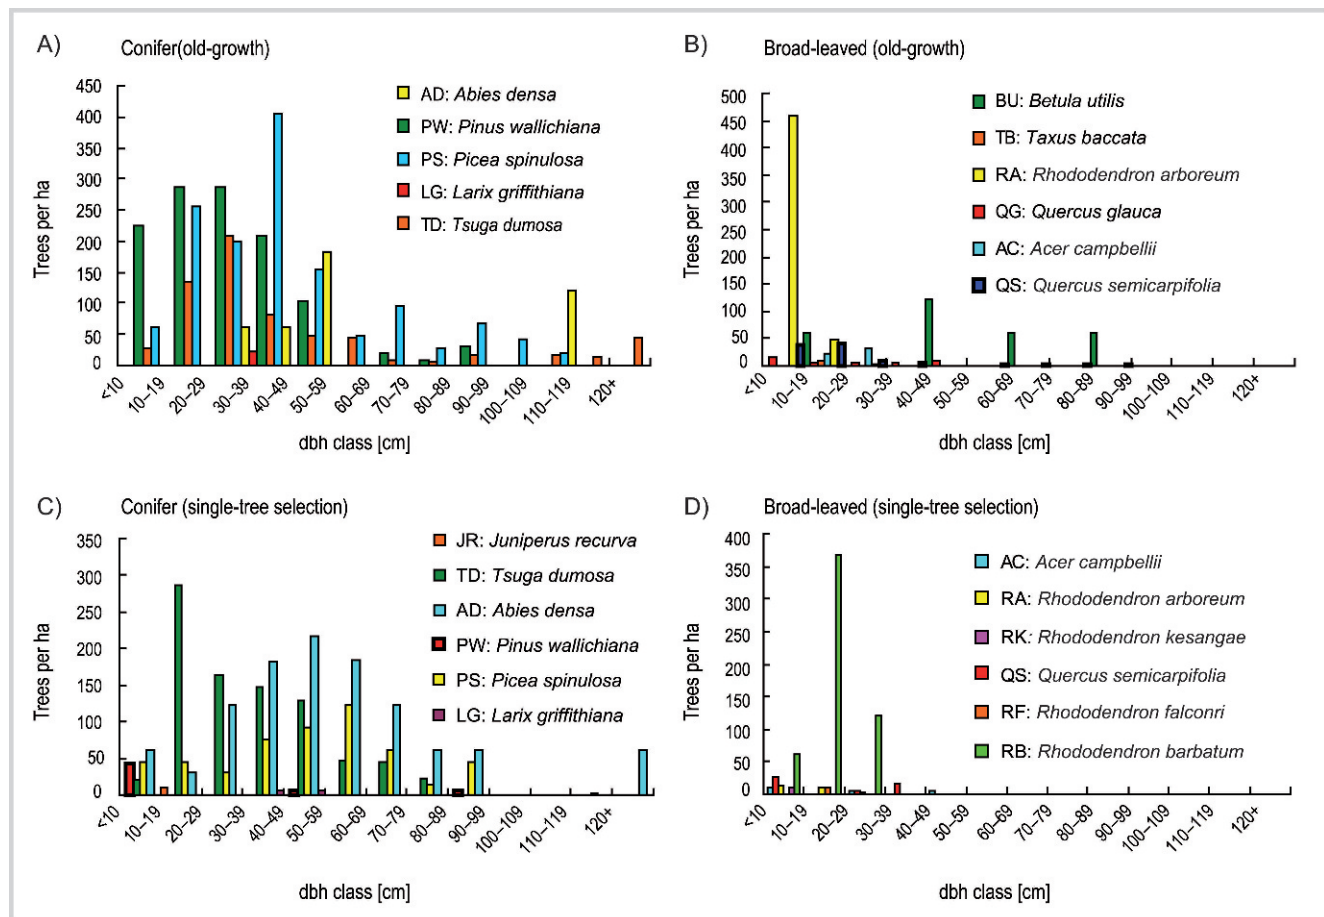 A) Conifer(old-growth)
Trees per ha
450
400
350
300
250
200
150
100
50
0
<10
10–19
20–29
30–39
40–49
50–59
60–69
70–79
80–89
90–99
100–109
110–119
120+
dbh class [cm]
AD: Abies densa
PW: Pinus wallichiana
PS: Picea spinulosa
LG: Larix griffithiana
TD: Tsuga dumosa
B) Broad-leaved (old-growth)
Trees per ha
500
450
400
350
300
250
200
150
100
50
0
<10
10–19
20–29
30–39
40–49
50–59
60–69
70–79
80–89
90–99
100–109
110–119
120+
dbh class [cm]
BU: Betula utilis
TB: Taxus baccata
RA: Rhododendron arboreum
QG: Quercus glauca
AC: Acer campbellii
QS: Quercus semicarpifolia
C) Conifer (single-tree selection)
Trees per ha
350
300
250
200
150
100
50
0
<10
10–19
20–29
30–39
40–49
50–59
60–69
70–79
80–89
90–99
100–109
110–119
120+
dbh class [cm]
JR: Juniperus recurva
TD: Tsuga dumosa
AD: Abies densa
PW: Pinus wallichiana
PS: Picea spinulosa
LG: Larix griffithiana
D) Broad-leaved (single-tree selection)
Trees per ha
400
350
300
250
200
150
100
50
0
<10
10–19
20–29
30–39
40–49
50–59
60–69
70–79
80–89
90–99
100–109
110–119
120+
dbh class [cm]
AC: Acer campbellii
RA: Rhododendron arboreum
RK: Rhododendron kesangae
QS: Quercus semicarpifolia
RF: Rhododendron falconri
RB: Rhododendron barbatum